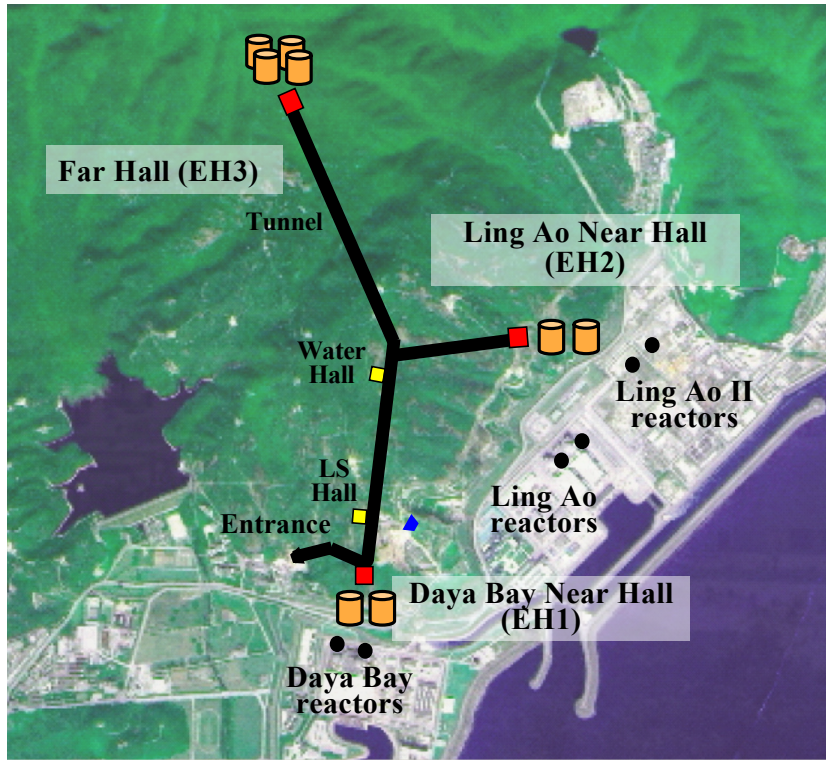 Far Hall (EH3)
Tunnel
Ling Ao Near Hall
(EH2)
Water
Hall
Ling Ao II
reactors
LS
Hall
Ling Ao
reactors
Entrance
Daya Bay Near Hall
(EH1)
Daya Bay
reactors